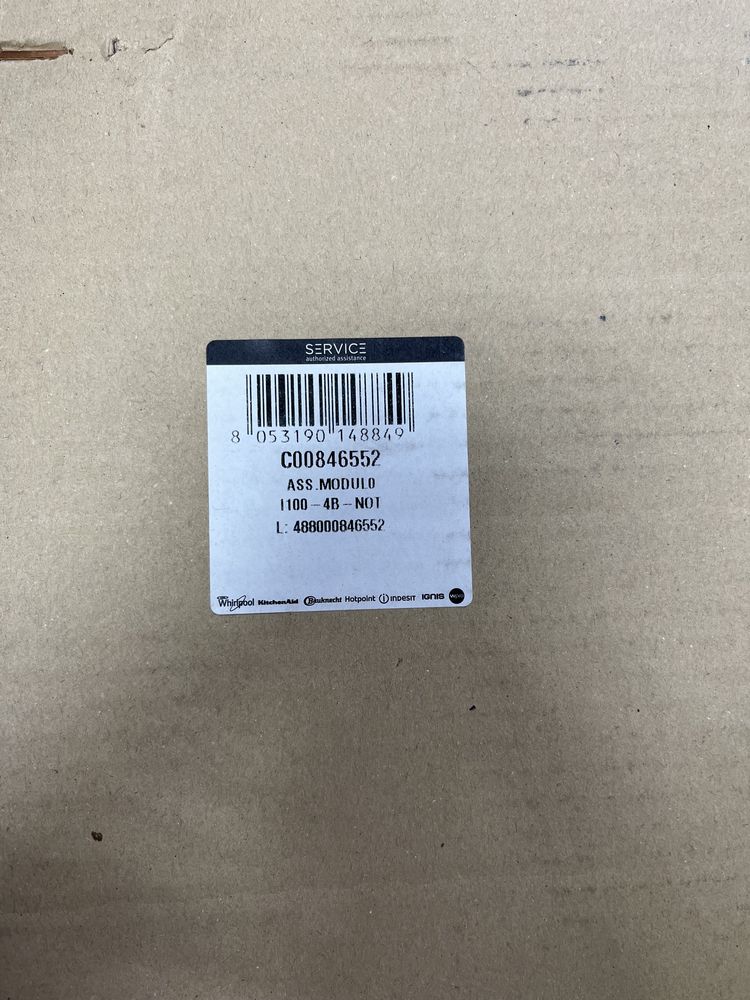 SERVICE
authorized assistance
8 053190 148849
C00846552
ASS.MODULO
I100-4B-NOT
L: 488000846552
Whirlpool KitchenAid Bauknecht Hotpoint indesit IGNIS